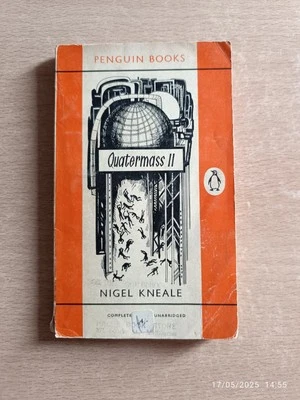 PENGUIN BOOKS
Quatermass II
NIGEL KNEALE
COMPLETE UNABRIDGED
17/05/2025 14:55